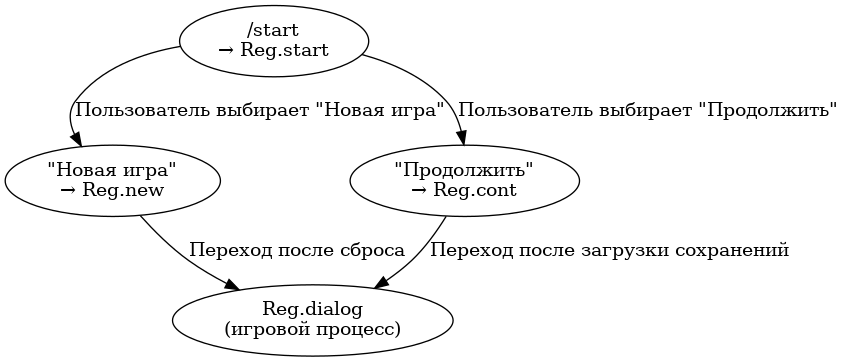 /start
→ Reg.start
Пользователь выбирает "Новая игра"
Пользователь выбирает "Продолжить"
"Новая игра"
→ Reg.new
"Продолжить"
→ Reg.cont
Переход после сброса
Переход после загрузки сохранений
Reg.dialog
(игровой процесс)